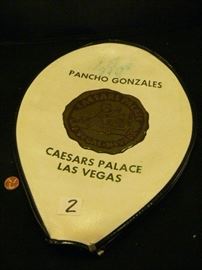 PANCHO GONZALES
CAESARS PALACE
LAS VEGAS
2